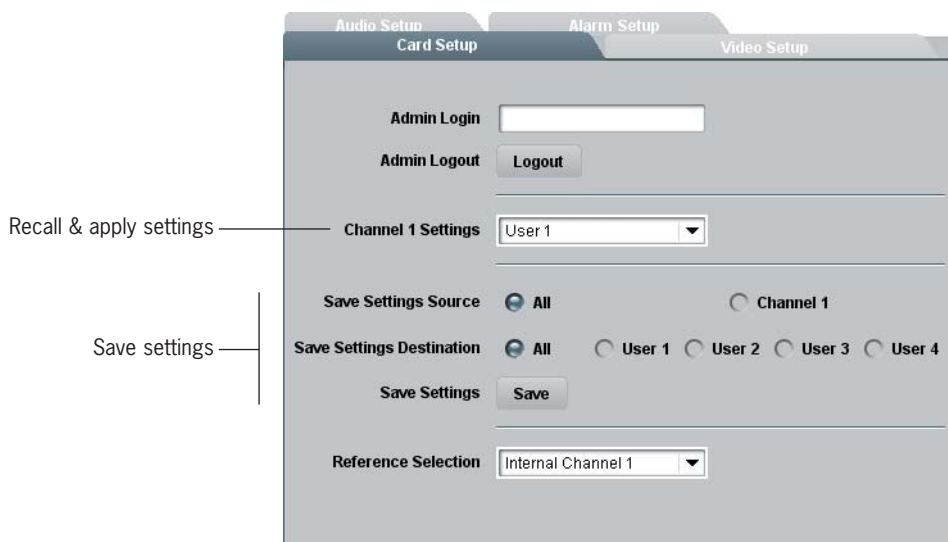 Audio Setup Alarm Setup
Card Setup Video Setup
Admin Login
Admin Logout Logout
Recall & apply settings Channel 1 Settings User 1
Save Settings Source All Channel 1
Save settings Save Settings Destination All User 1 User 2 User 3 User 4
Save Settings Save
Reference Selection Internal Channel 1